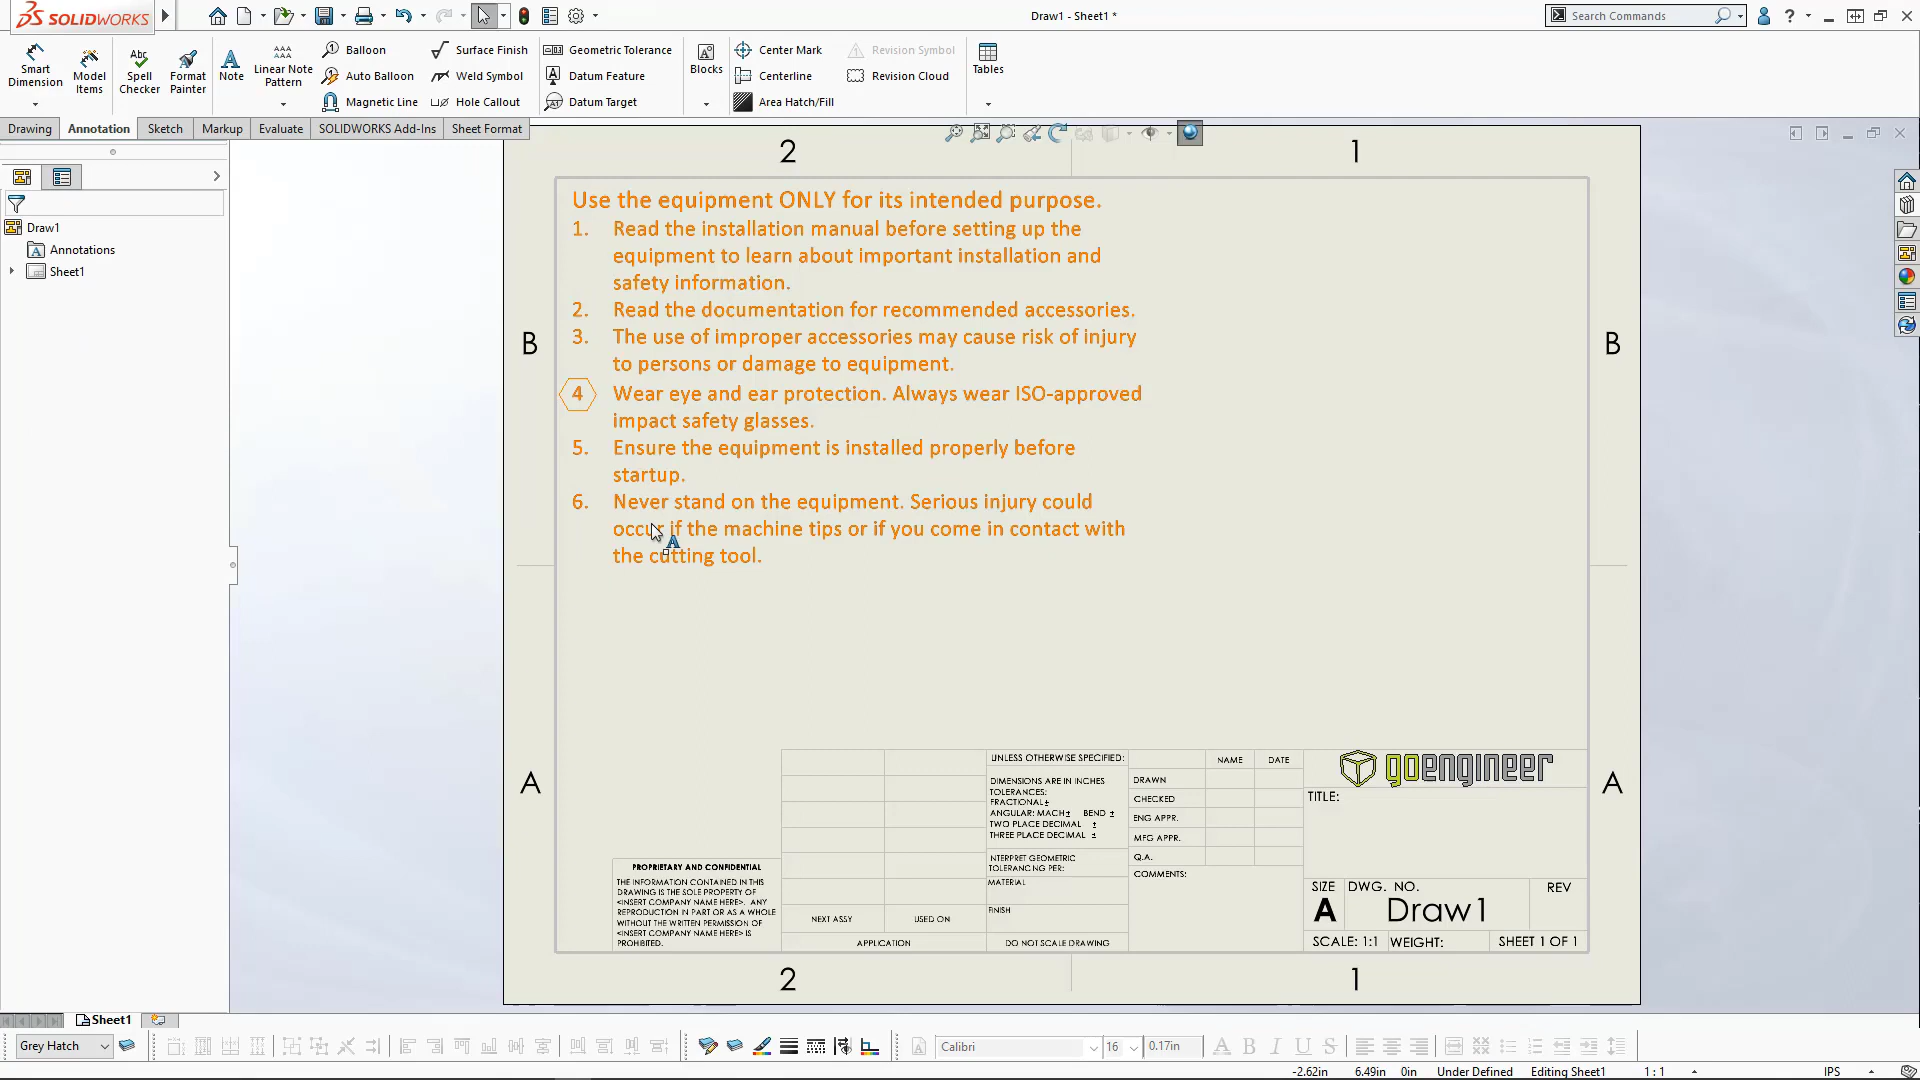 SOLIDWORKS
Draw1 - Sheet1 *
Search Commands
Smart Dimension
Model Items
Spell Checker
Format Painter
Note
Linear Note Pattern
Balloon
Auto Balloon
Magnetic Line
Surface Finish
Weld Symbol
Hole Callout
Geometric Tolerance
Datum Feature
Datum Target
Blocks
Center Mark
Centerline
Area Hatch/Fill
Revision Symbol
Revision Cloud
Tables
Drawing
Annotation
Sketch
Markup
Evaluate
SOLIDWORKS Add-Ins
Sheet Format
Draw1
Annotations
Sheet1
2
1
B
B
Use the equipment ONLY for its intended purpose.
1. Read the installation manual before setting up the
equipment to learn about important installation and
safety information.
2. Read the documentation for recommended accessories.
3. The use of improper accessories may cause risk of injury
to persons or damage to equipment.
4 Wear eye and ear protection. Always wear ISO-approved
impact safety glasses.
5. Ensure the equipment is installed properly before
startup.
6. Never stand on the equipment. Serious injury could
occur if the machine tips or if you come in contact with
the cutting tool.
A
A
PROPRIETARY AND CONFIDENTIAL
THE INFORMATION CONTAINED IN THIS
DRAWING IS THE SOLE PROPERTY OF
<INSERT COMPANY NAME HERE>. ANY
REPRODUCTION IN PART OR AS A WHOLE
WITHOUT THE WRITTEN PERMISSION OF
<INSERT COMPANY NAME HERE> IS
PROHIBITED.
NEXT ASSY
USED ON
APPLICATION
UNLESS OTHERWISE SPECIFIED:
DIMENSIONS ARE IN INCHES
TOLERANCES:
FRACTIONAL±
ANGULAR: MACH± BEND ±
TWO PLACE DECIMAL ±
THREE PLACE DECIMAL ±
NTERPRET GEOMETRIC
TOLERANCING PER:
MATERIAL
FINISH
DO NOT SCALE DRAWING
NAME
DATE
DRAWN
CHECKED
ENG APPR.
MFG APPR.
Q.A.
COMMENTS:
goengineer
TITLE:
SIZE
A
DWG. NO.
Draw1
REV
SCALE: 1:1
WEIGHT:
SHEET 1 OF 1
2
1
Sheet1
Grey Hatch
Calibri
16
0.17in
-2.62in
6.49in
0in
Under Defined
Editing Sheet1
1 : 1
IPS